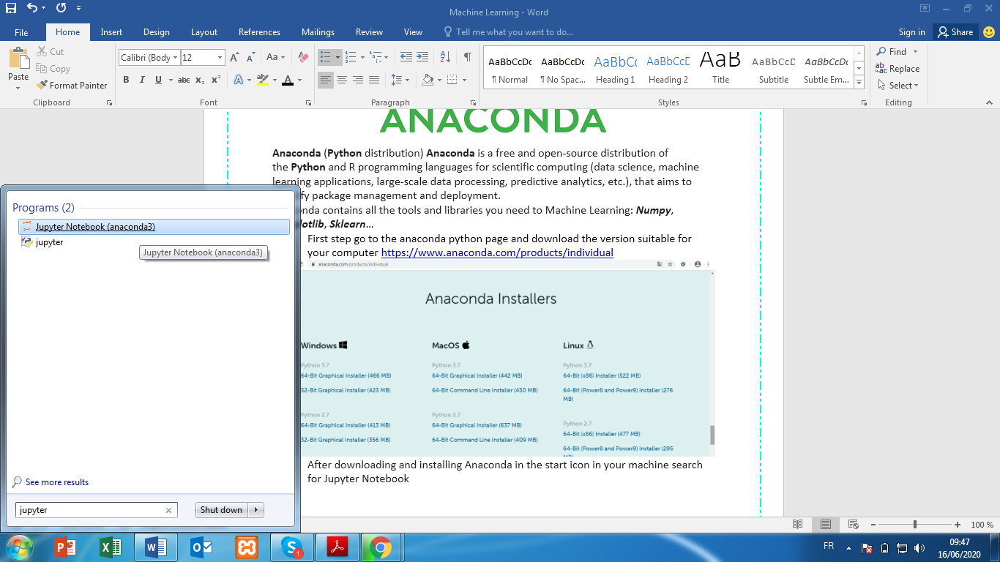 Machine Learning - Word
File Home Insert Design Layout References Mailings Review View Tell me what you want to do... Sign in Share
Paste
Cut
Copy
Format Painter
Clipboard
Calibri (Body 12
Font
Paragraph
AaBbCcDc AaBbCcDc AaBbC AaBbCcD AaB AaBbCcD AaBbCcDc
¶ Normal ¶ No Spac... Heading 1 Heading 2 Title Subtitle Subtle Em...
Styles
Find
Replace
Select
Editing
ANACONDA
Anaconda (Python distribution) Anaconda is a free and open-source distribution of
the Python and R programming languages for scientific computing (data science, machine
learning applications, large-scale data processing, predictive analytics, etc.), that aims to
fy package management and deployment.
nda contains all the tools and libraries you need to Machine Learning: Numpy,
lotlib, Sklearn...
First step go to the anaconda python page and download the version suitable for
your computer https://www.anaconda.com/products/individual
anaconda.com/products/individual
Anaconda Installers
Windows
Python 3.7
64-Bit Graphical Installer (466 MB)
32-Bit Graphical Installer (423 MB)
Python 2.7
64-Bit Graphical Installer (413 MB)
32-Bit Graphical Installer (356 MB)
MacOS
Python 3.7
64-Bit Graphical Installer (442 MB)
64-Bit Command Line Installer (430 MB)
Python 2.7
64-Bit Graphical Installer (637 MB)
64-Bit Command Line Installer (409 MB)
Linux
Python 3.7
64-Bit (x86) Installer (522 MB)
64-Bit (Power8 and Power9) Installer (276
MB)
Python 2.7
64-Bit (x86) Installer (477 MB)
64-Bit (Power8 and Power9) Installer (295
After downloading and installing Anaconda in the start icon in your machine search
for Jupyter Notebook
Programs (2)
Jupyter Notebook (anaconda3)
jupyter
Jupyter Notebook (anaconda3)
See more results
jupyter
Shut down
100 %
FR
09:47
16/06/2020